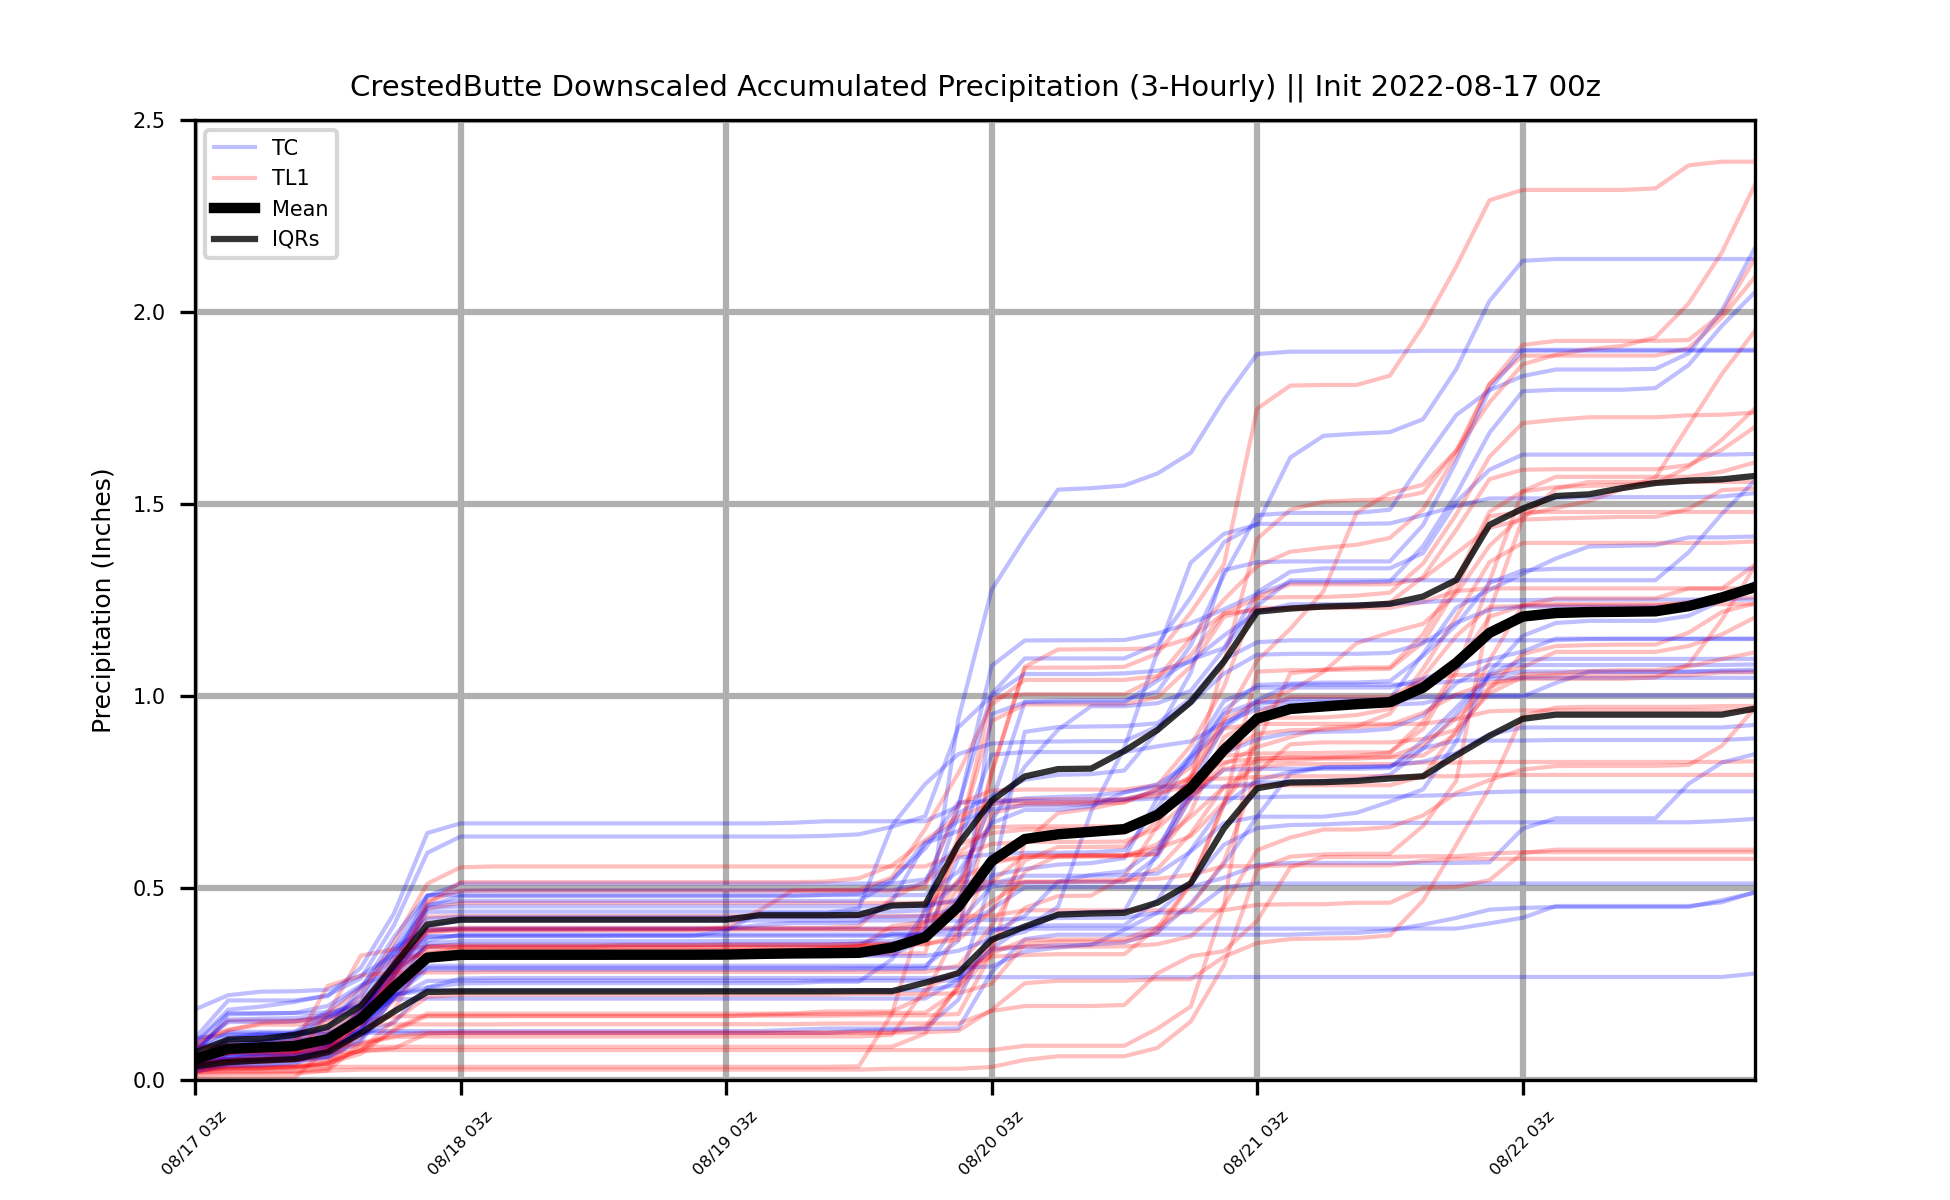 CrestedButte Downscaled Accumulated Precipitation (3-Hourly) || Init 2022-08-17 00z
TC
TL1
Mean
IQRs
Precipitation (Inches)
2.5
2.0
1.5
1.0
0.5
0.0
08/17 03z
08/18 03z
08/19 03z
08/20 03z
08/21 03z
08/22 03z